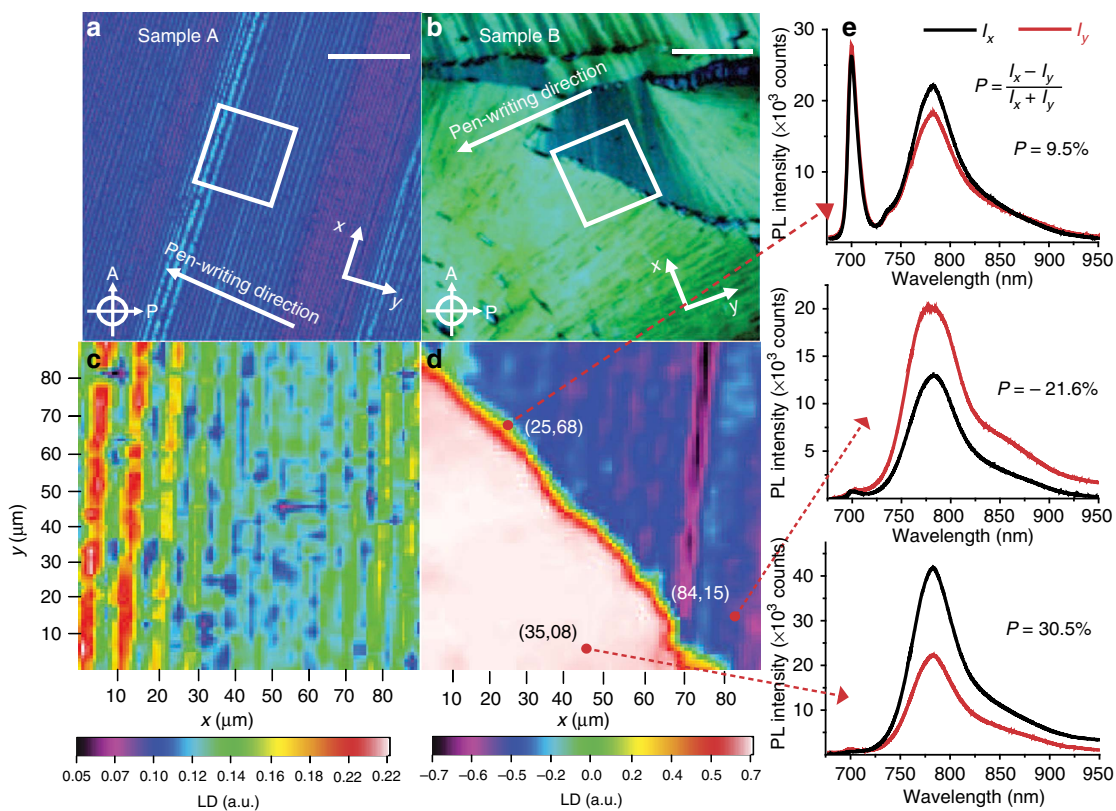 a
Sample A
Pen-writing direction
x
y
A
P
b
Sample B
Pen-writing direction
x
y
A
P
c
y (μm)
80
70
60
50
40
30
20
10
10 20 30 40 50 60 70 80
x (μm)
0.05 0.07 0.10 0.12 0.14 0.16 0.17 0.20 0.22
LD (a.u.)
d
(25,68)
(84,15)
(35,08)
10 20 30 40 50 60 70 80
x (μm)
−0.7 −0.5 −0.4 −0.2 0.0 0.2 0.4 0.5 0.7
LD (a.u.)
e
Ix Iy
P = Ix − Iy
Ix + Iy
P = 9.5%
PL intensity (×10³ counts)
30
20
10
0
700 750 800 850 900 950
Wavelength (nm)
P = − 21.6%
PL intensity (×10³ counts)
20
15
10
5
700 750 800 850 900 950
Wavelength (nm)
P = 30.5%
PL intensity (×10³ counts)
40
30
20
10
0
700 750 800 850 900 950
Wavelength (nm)